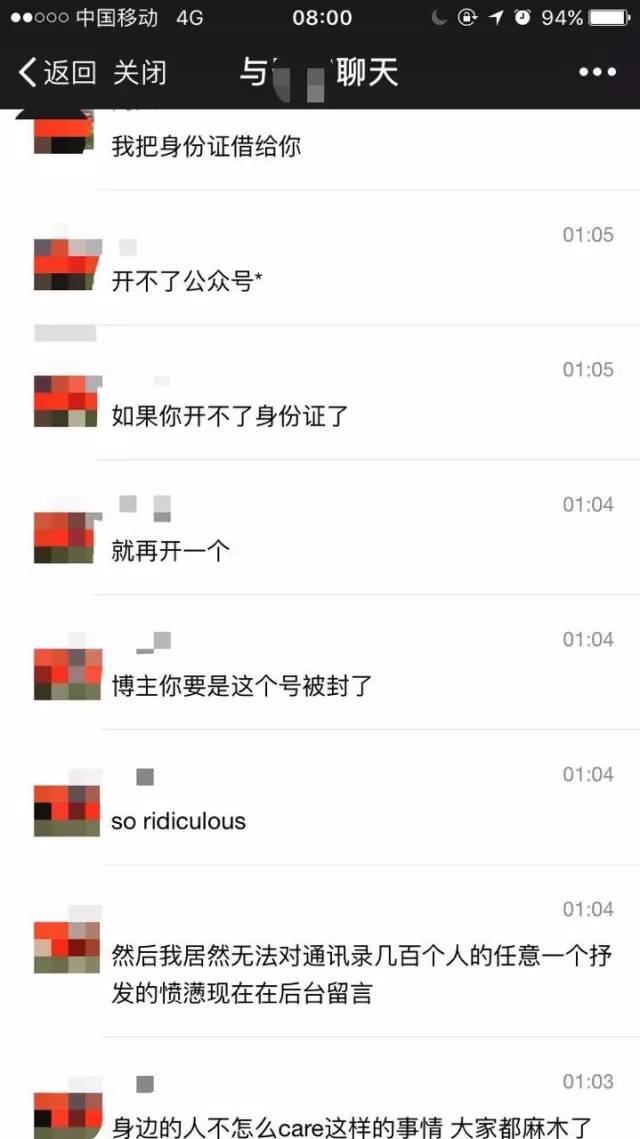 中国移动 4G 08:00 94%
返回 关闭 与 聊天
我把身份证借给你
01:05
开不了公众号*
01:05
如果你开不了身份证了
01:04
就再开一个
01:04
博主你要是这个号被封了
01:04
so ridiculous
01:04
然后我居然无法对通讯录几百个人的任意一个抒
发的愤懑现在在后台留言
01:03
身边的人不怎么care这样的事情 大家都麻木了